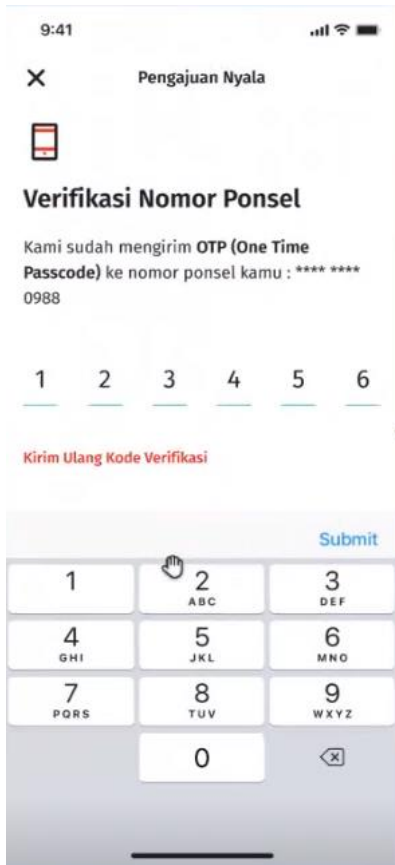 9:41
Pengajuan Nyala
Verifikasi Nomor Ponsel
Kami sudah mengirim OTP (One Time
Passcode) ke nomor ponsel kamu : **** ****
0988
1 2 3 4 5 6
Kirim Ulang Kode Verifikasi
Submit
1 2 3
ABC DEF
4 5 6
GHI JKL MNO
7 8 9
PQRS TUV WXYZ
0